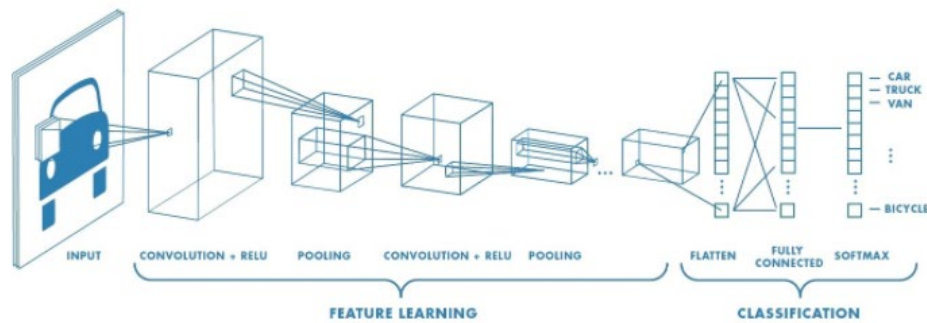 CAR
TRUCK
VAN
BICYCLE
INPUT
CONVOLUTION + RELU
POOLING
CONVOLUTION + RELU
POOLING
FLATTEN
FULLY
CONNECTED
SOFTMAX
FEATURE LEARNING
CLASSIFICATION